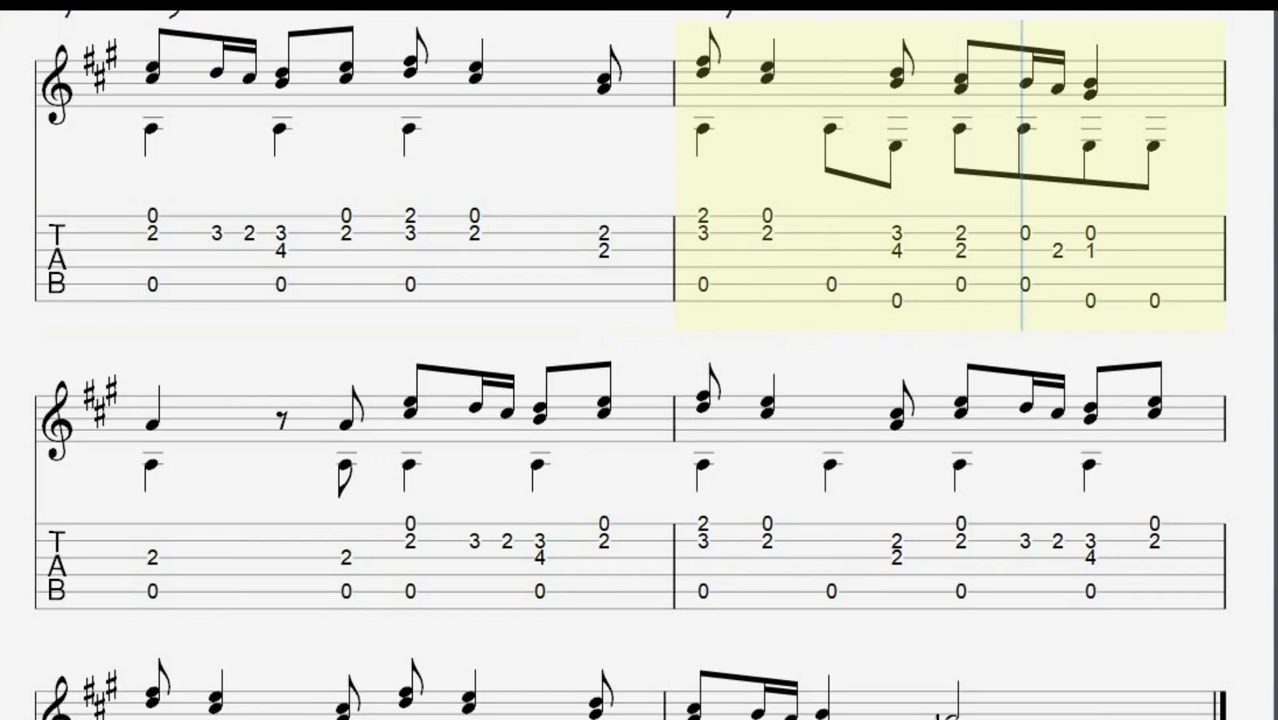 0 0 2 0 2 0
T 2 3 2 3 2 3 2 2 3 2 3 2 0 0
A 4 2 4 2 2 1
B 0 0 0 0 0 0 0
0 0 0
0 0 2 0 0 0
T 2 3 2 3 2 3 2 2 2 3 2 3 2
A 2 2 4 2 4
B 0 0 0 0 0 0 0 0